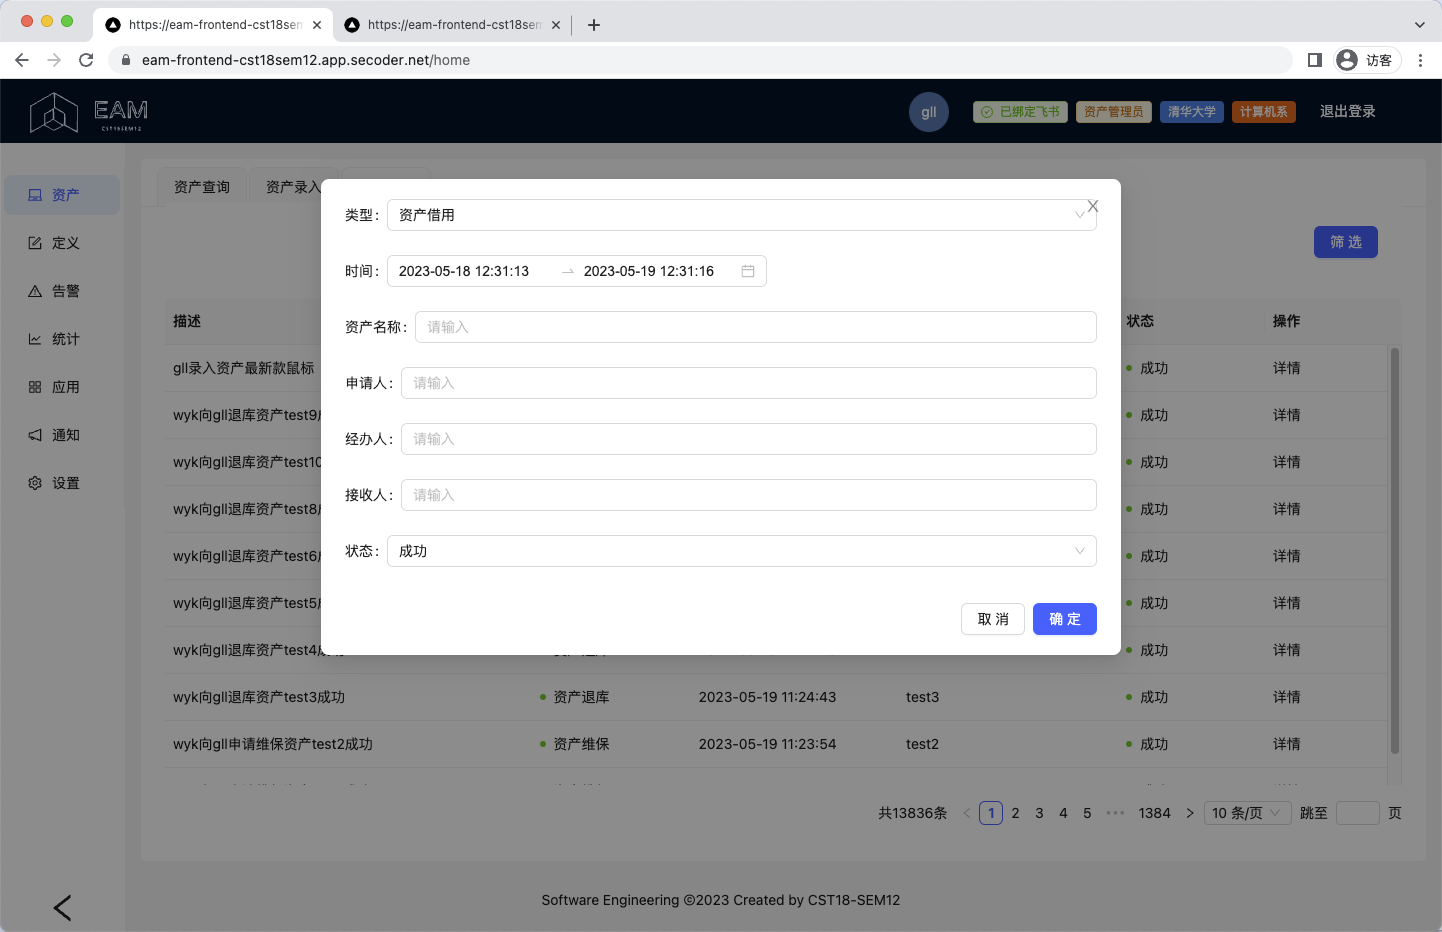 https://eam-frontend-cst18sem
https://eam-frontend-cst18sem
eam-frontend-cst18sem12.app.secoder.net/home
访客
EAM
CST18SEM12
gll
已绑定飞书
资产管理员
清华大学
计算机系
退出登录
资产
定义
告警
统计
应用
通知
设置
资产查询
资产录入
筛 选
描述
状态
操作
gll录入资产最新款鼠标
成功
详情
wyk向gll退库资产test9
成功
详情
wyk向gll退库资产test10
成功
详情
wyk向gll退库资产test8
成功
详情
wyk向gll退库资产test6
成功
详情
wyk向gll退库资产test5
成功
详情
wyk向gll退库资产test4
成功
详情
wyk向gll退库资产test3成功
资产退库
2023-05-19 11:24:43
test3
成功
详情
wyk向gll申请维保资产test2成功
资产维保
2023-05-19 11:23:54
test2
成功
详情
X
类型：
资产借用
时间：
2023-05-18 12:31:13
2023-05-19 12:31:16
资产名称：
请输入
申请人：
请输入
经办人：
请输入
接收人：
请输入
状态：
成功
取 消
确 定
共13836条
1
2
3
4
5
•••
1384
10 条/页
跳至
页
Software Engineering ©2023 Created by CST18-SEM12